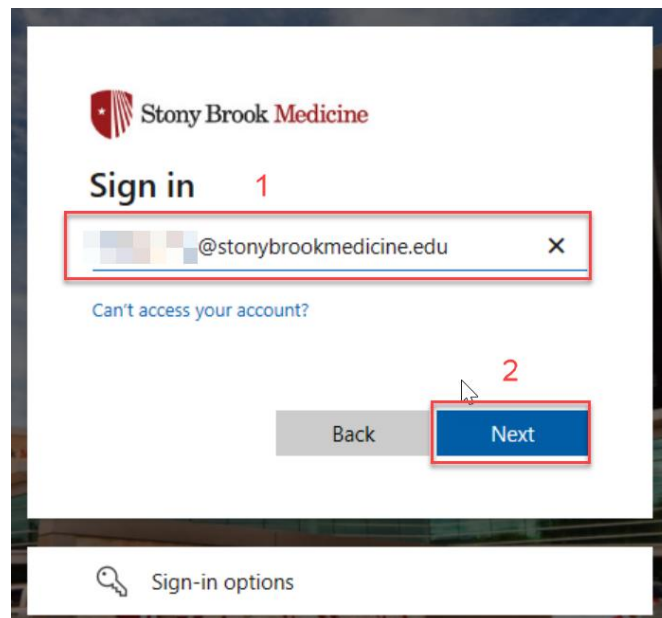 Stony Brook Medicine
Sign in 1
@stonybrookmedicine.edu
Can't access your account?
2
Back Next
Sign-in options